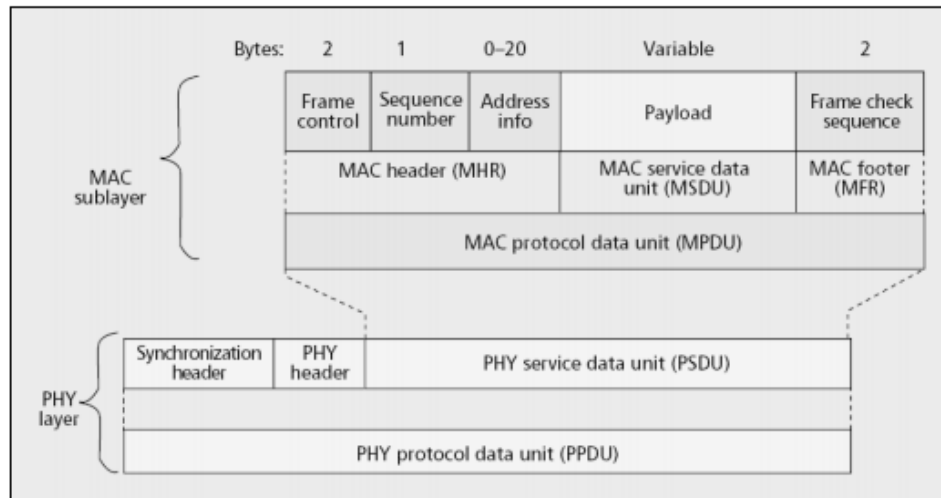 Bytes: 2 1 0–20 Variable 2
Frame control
Sequence number
Address info
Payload
Frame check sequence
MAC sublayer
MAC header (MHR)
MAC service data unit (MSDU)
MAC footer (MFR)
MAC protocol data unit (MPDU)
Synchronization header
PHY header
PHY service data unit (PSDU)
PHY layer
PHY protocol data unit (PPDU)